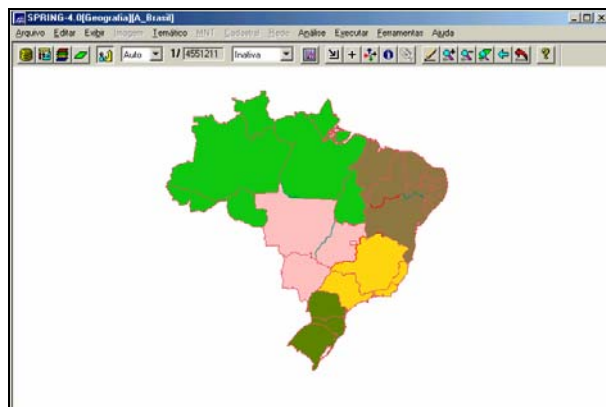 SPRING-4.0[Geografia][A_Brasil]
Arquivo Editar Exibir Imagem Temático MNT Cadastral Rede Análise Executar Ferramentas Ajuda
Auto 1/ 4551211 Inativa